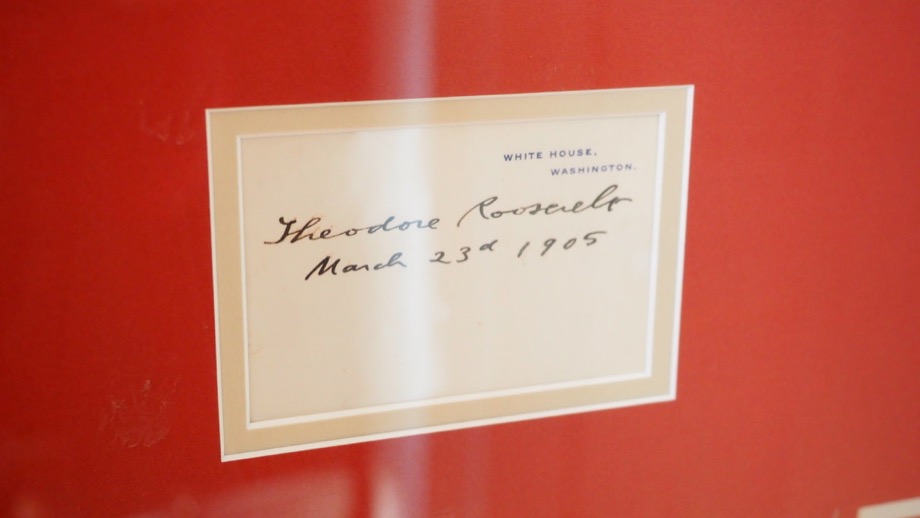 WHITE HOUSE,
WASHINGTON.
Theodore Roosevelt
March 23d 1905